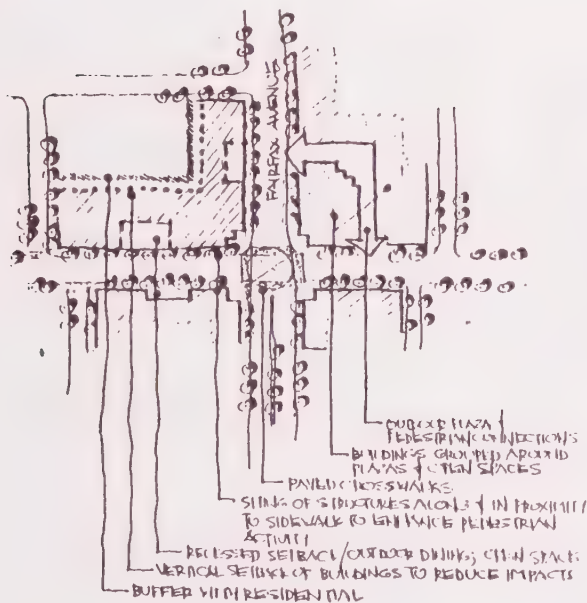 FAIRFAX AVENUE
OUTDOOR PLAZA &
PEDESTRIAN CONNECTIONS
BUILDINGS GROUPED AROUND
PLAZAS & OPEN SPACES
PAVED CROSSWALKS
SITING OF STRUCTURES ALONG & IN PROXIMITY
TO SIDEWALK TO ENHANCE PEDESTRIAN
ACTIVITY
RECESSED SETBACK/OUTDOOR DINING; OPEN SPACE
VERTICAL SETBACK OF BUILDINGS TO REDUCE IMPACTS
BUFFER WITH RESIDENTIAL